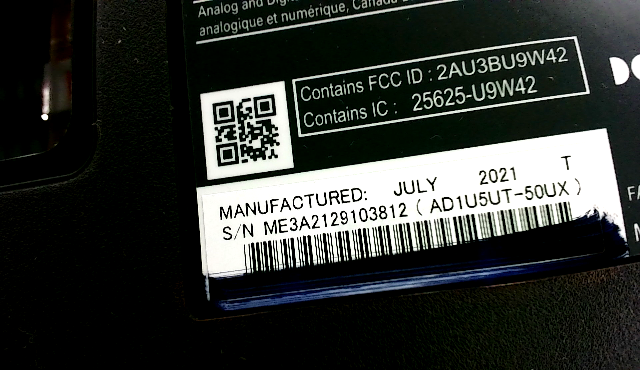 Analog and Digi
analogique et numérique, Canada
Contains FCC ID : 2AU3BU9W42
Contains IC : 25625-U9W42
MANUFACTURED: JULY 2021 T
S/N ME3A2129103812 ( AD1U5UT-50UX )